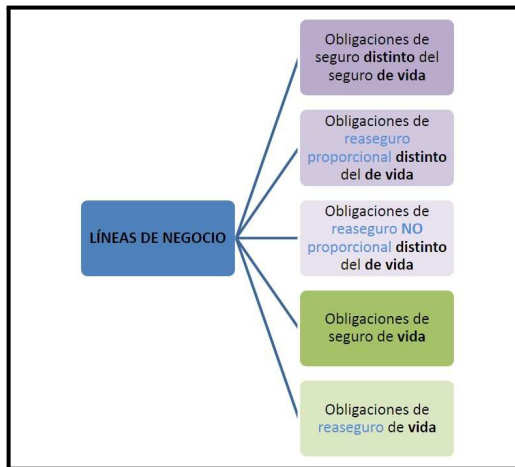 Obligaciones de
seguro distinto del
seguro de vida
Obligaciones de
reaseguro
proporcional distinto
del de vida
LÍNEAS DE NEGOCIO
Obligaciones de
reaseguro NO
proporcional distinto
del de vida
Obligaciones de
seguro de vida
Obligaciones de
reaseguro de vida